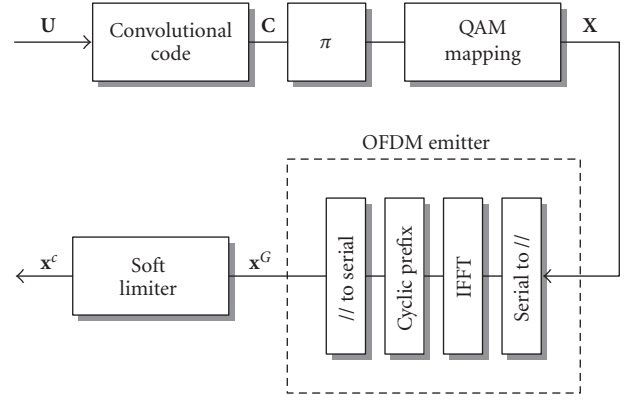 U
Convolutional
code
C
π
QAM
mapping
X
OFDM emitter
x^c
Soft
limiter
x^G
// to serial
Cyclic prefix
IFFT
Serial to //